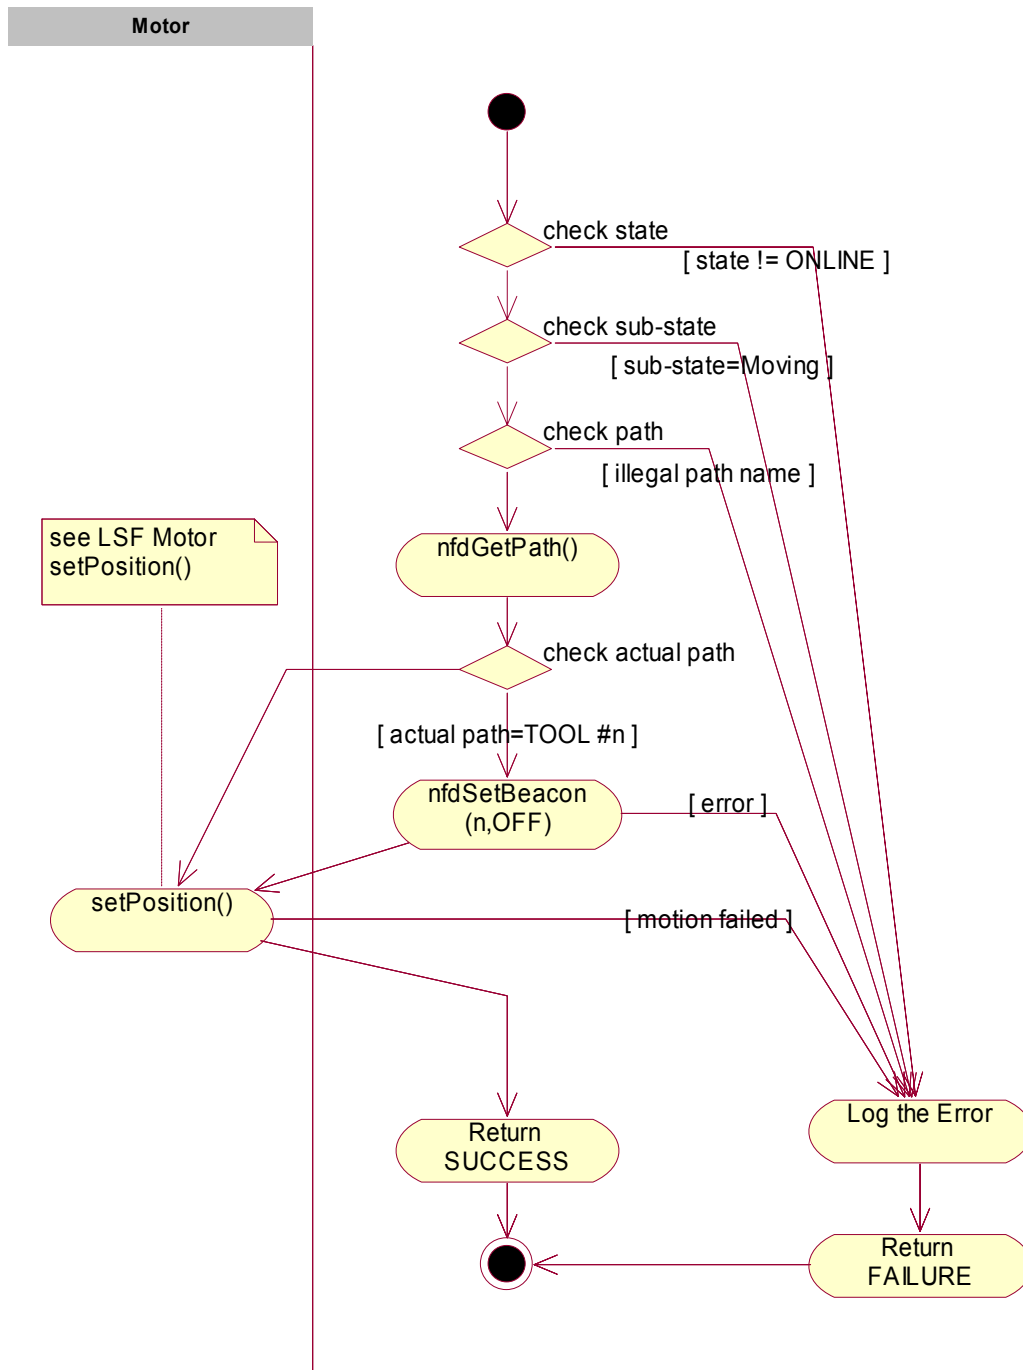 Motor
check state
[ state != ONLINE ]
check sub-state
[ sub-state=Moving ]
check path
[ illegal path name ]
see LSF Motor
setPosition()
nfdGetPath()
check actual path
[ actual path=TOOL #n ]
nfdSetBeacon
(n,OFF)
[ error ]
setPosition()
[ motion failed ]
Log the Error
Return
SUCCESS
Return
FAILURE